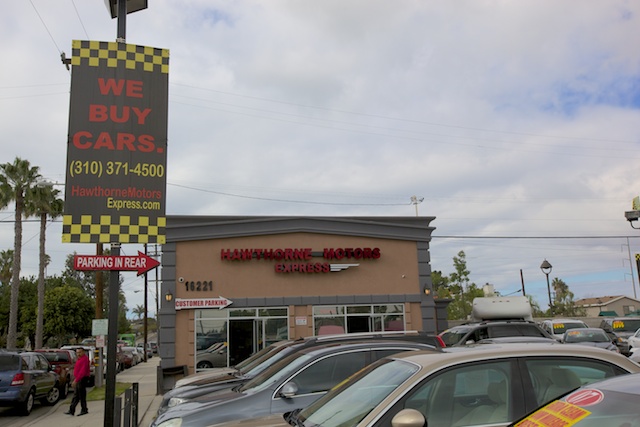 WE
BUY
CARS.
(310) 371-4500
HawthorneMotors
Express.com
PARKING IN REAR
HAWTHORNE MOTORS
EXPRESS
16221
CUSTOMER PARKING